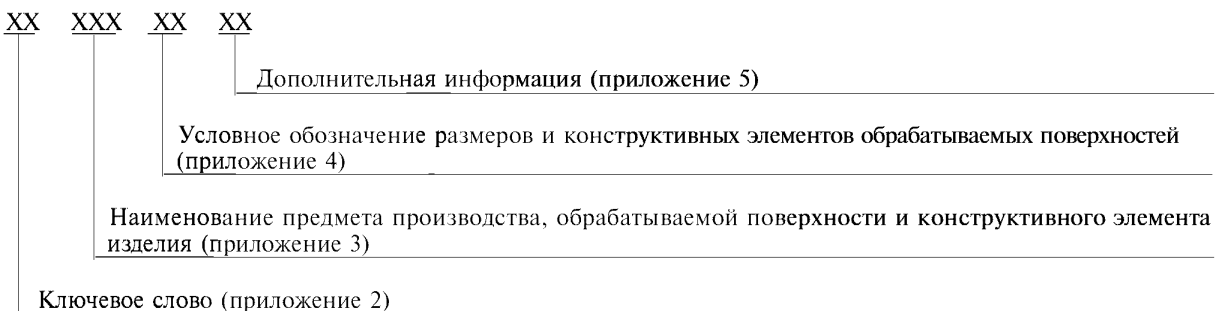 XX XXX XX XX
Дополнительная информация (приложение 5)
Условное обозначение размеров и конструктивных элементов обрабатываемых поверхностей
(приложение 4)
Наименование предмета производства, обрабатываемой поверхности и конструктивного элемента
изделия (приложение 3)
Ключевое слово (приложение 2)